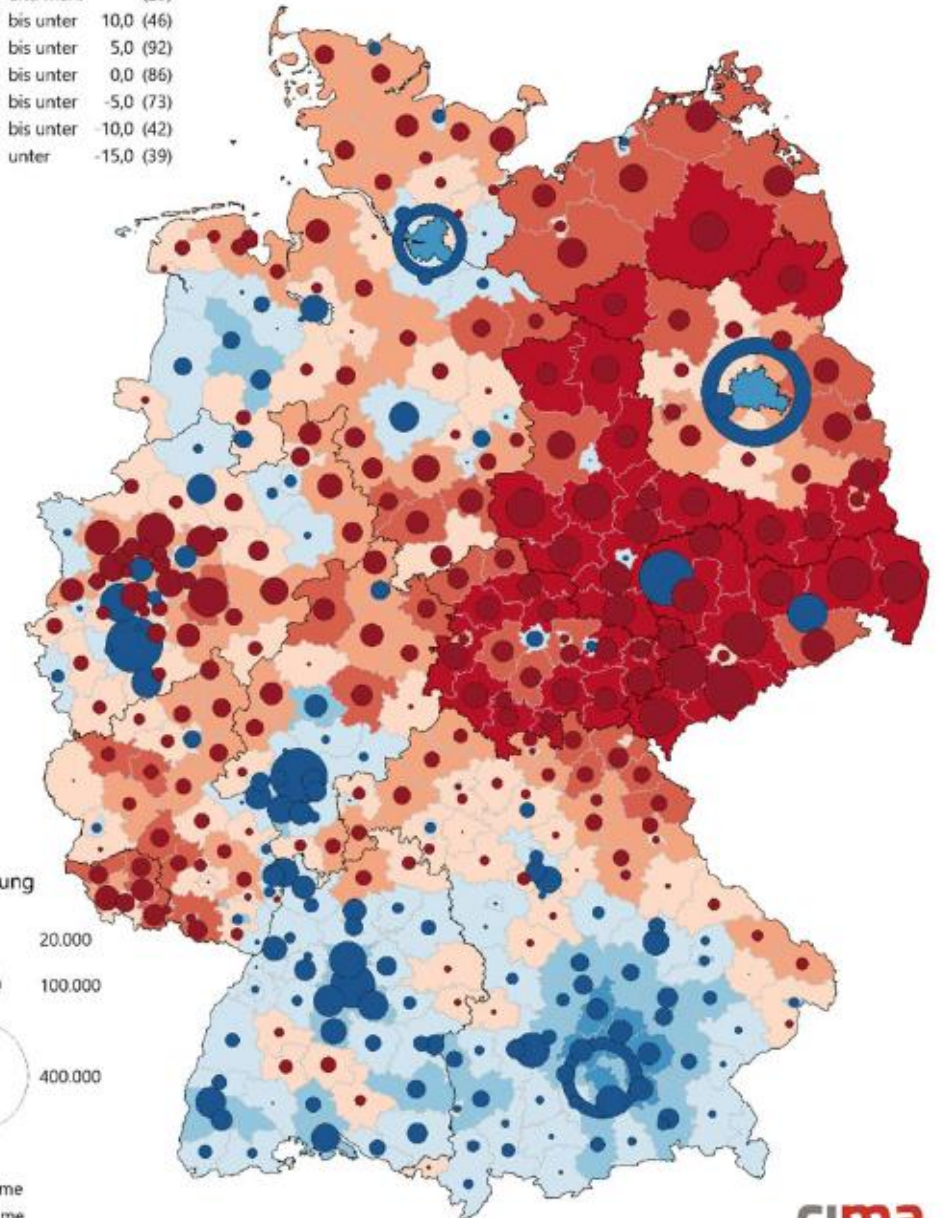 bis unter 10,0 (46)
bis unter 5,0 (92)
bis unter 0,0 (86)
bis unter -5,0 (73)
bis unter -10,0 (42)
unter -15,0 (39)
ung
20.000
100.000
400.000
me
me
cima